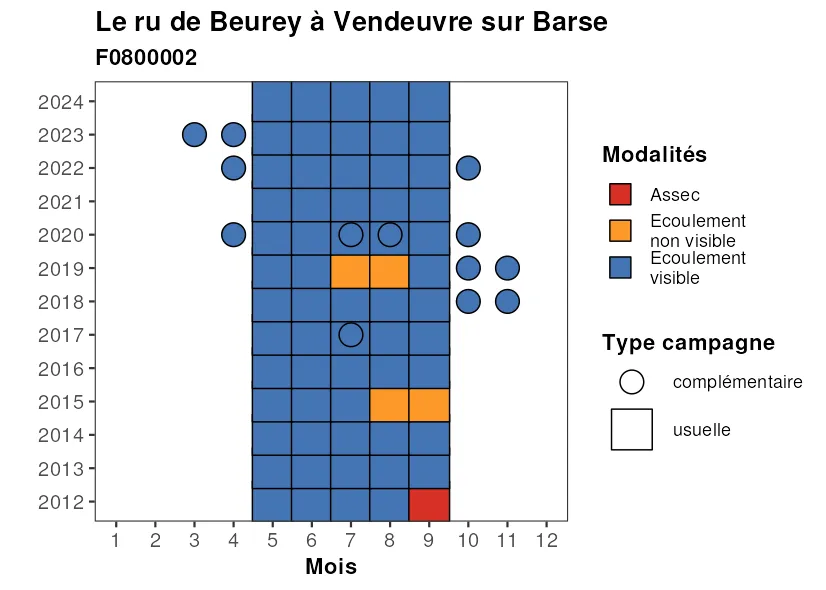 Le ru de Beurey à Vendeuvre sur Barse
F0800002
2024
2023
2022
2021
2020
2019
2018
2017
2016
2015
2014
2013
2012
1 2 3 4 5 6 7 8 9 10 11 12
Mois
Modalités
Assec
Ecoulement
non visible
Ecoulement
visible
Type campagne
complémentaire
usuelle